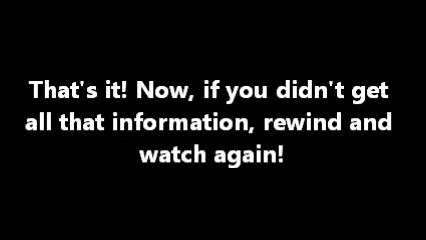 That's it! Now, if you didn't get
all that information, rewind and
watch again!